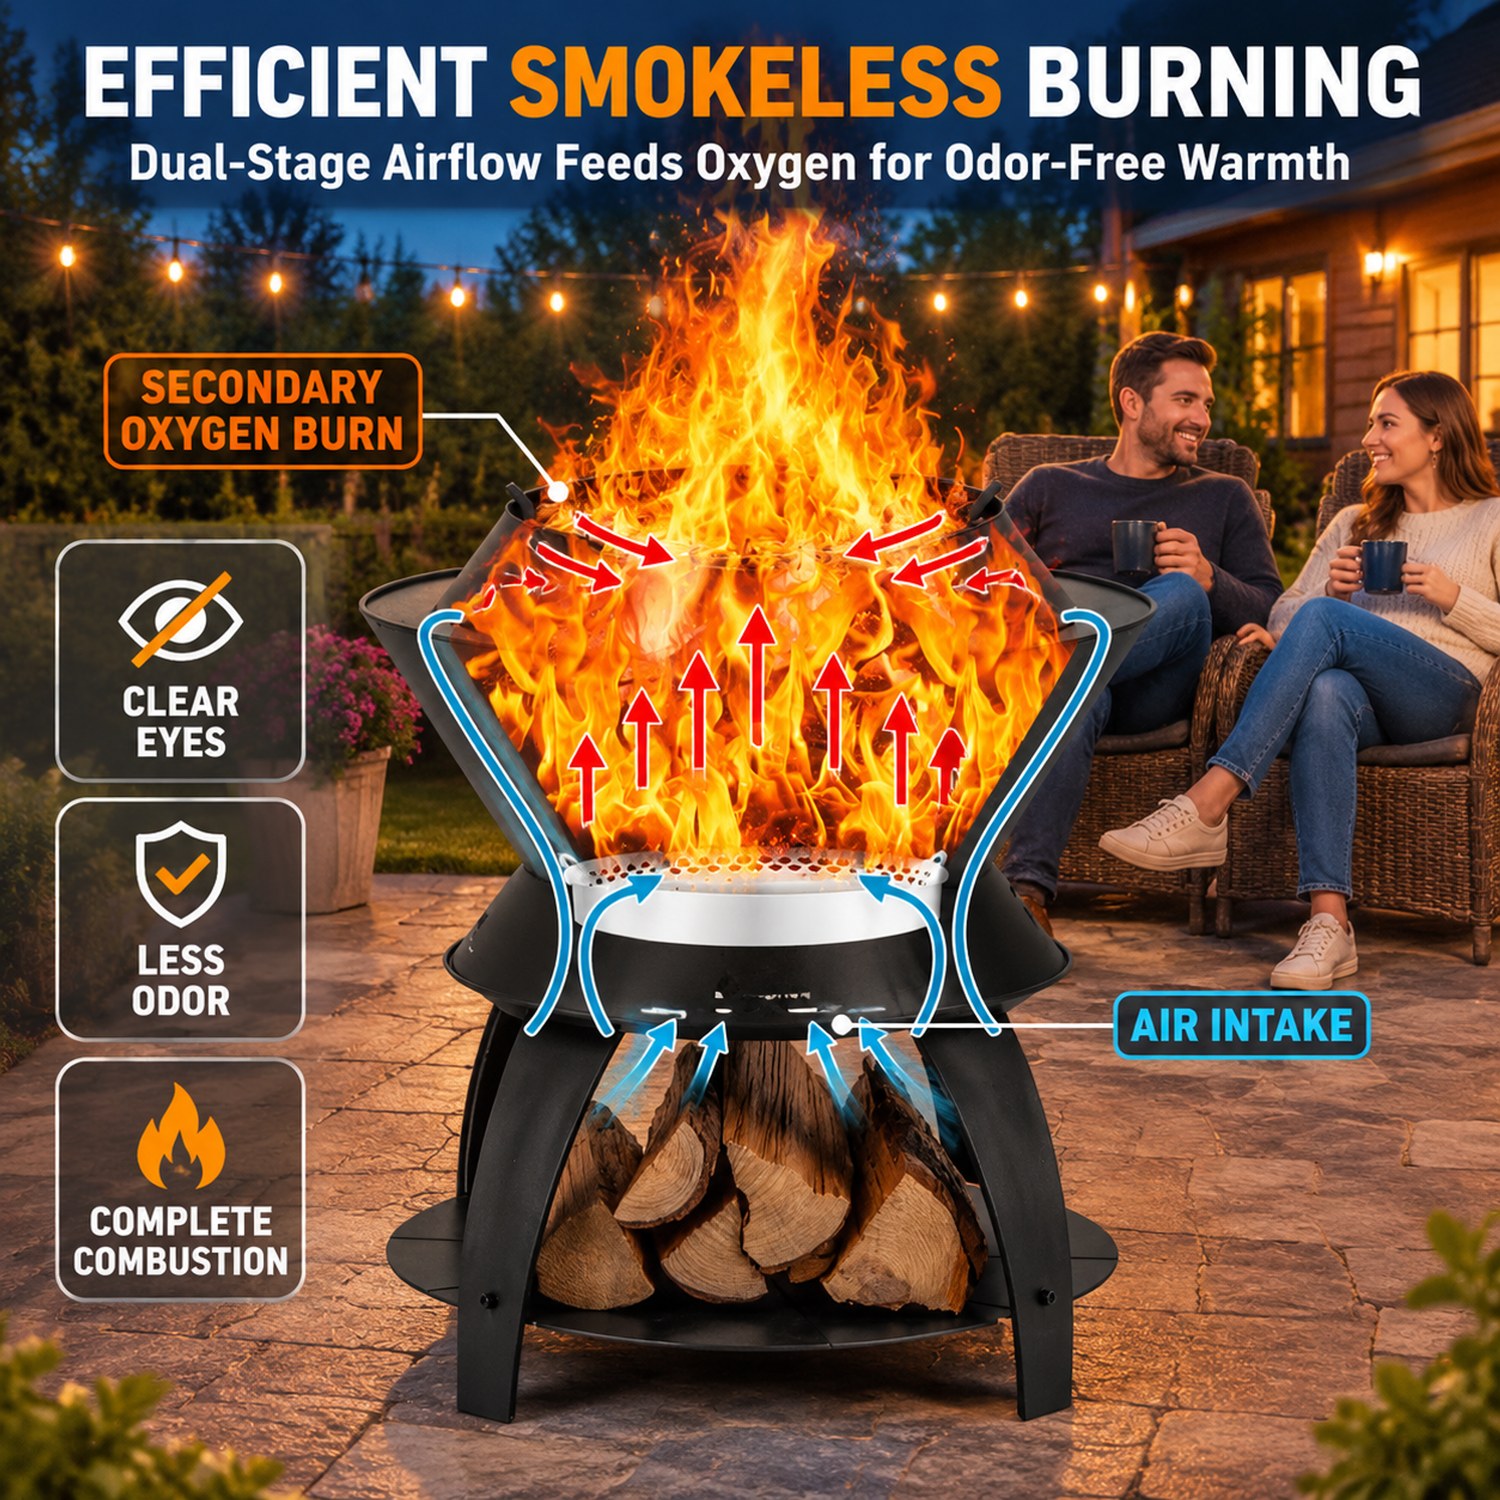 EFFICIENT SMOKELESS BURNING
Dual-Stage Airflow Feeds Oxygen for Odor-Free Warmth
SECONDARY
OXYGEN BURN
CLEAR
EYES
LESS
ODOR
COMPLETE
COMBUSTION
AIR INTAKE